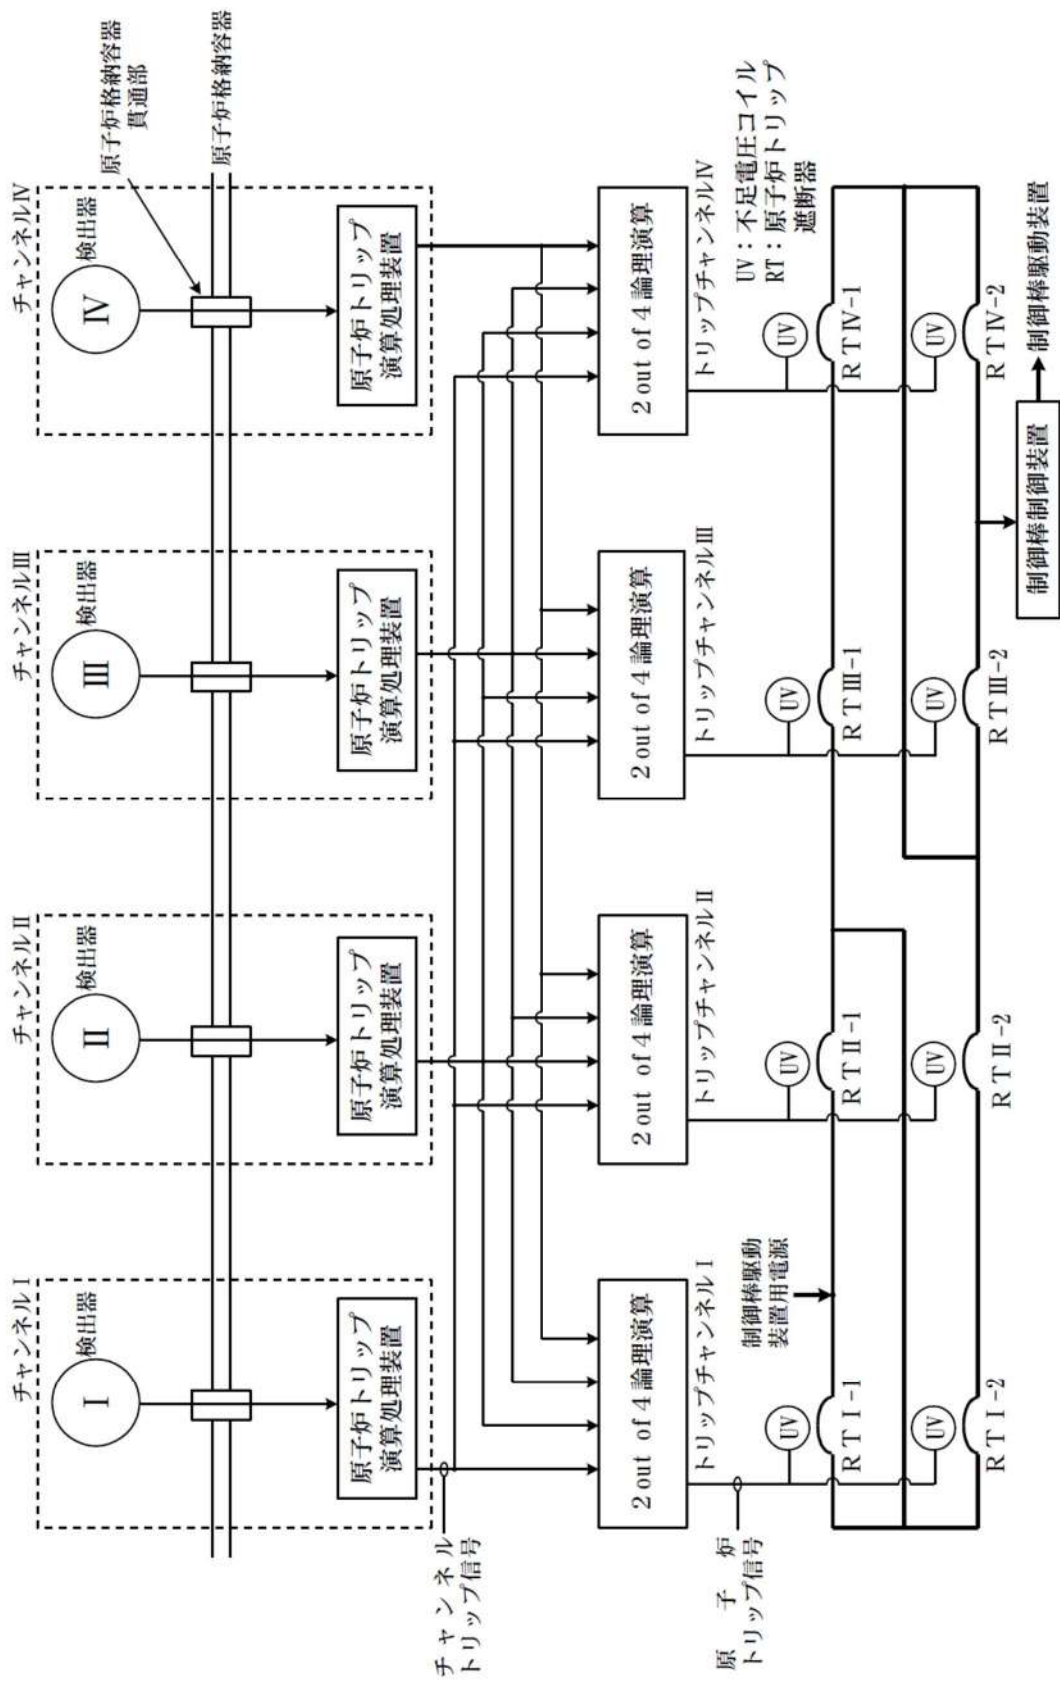 チャンネルⅠ
チャンネルⅡ
チャンネルⅢ
チャンネルⅣ
原子炉格納容器
貫通部
原子炉格納容器
Ⅰ
検出器
Ⅱ
検出器
Ⅲ
検出器
Ⅳ
検出器
原子炉トリップ
演算処理装置
原子炉トリップ
演算処理装置
原子炉トリップ
演算処理装置
原子炉トリップ
演算処理装置
チャンネル
トリップ信号
2 out of 4 論理演算
2 out of 4 論理演算
2 out of 4 論理演算
2 out of 4 論理演算
トリップチャンネルⅠ
トリップチャンネルⅡ
トリップチャンネルⅢ
トリップチャンネルⅣ
原子炉
トリップ信号
制御棒駆動
装置用電源
UV：不足電圧コイル
RT：原子炉トリップ
遮断器
UV
UV
UV
UV
RTⅠ-1
RTⅡ-1
RTⅢ-1
RTⅣ-1
UV
UV
UV
UV
RTⅠ-2
RTⅡ-2
RTⅢ-2
RTⅣ-2
制御棒制御装置
制御棒駆動装置